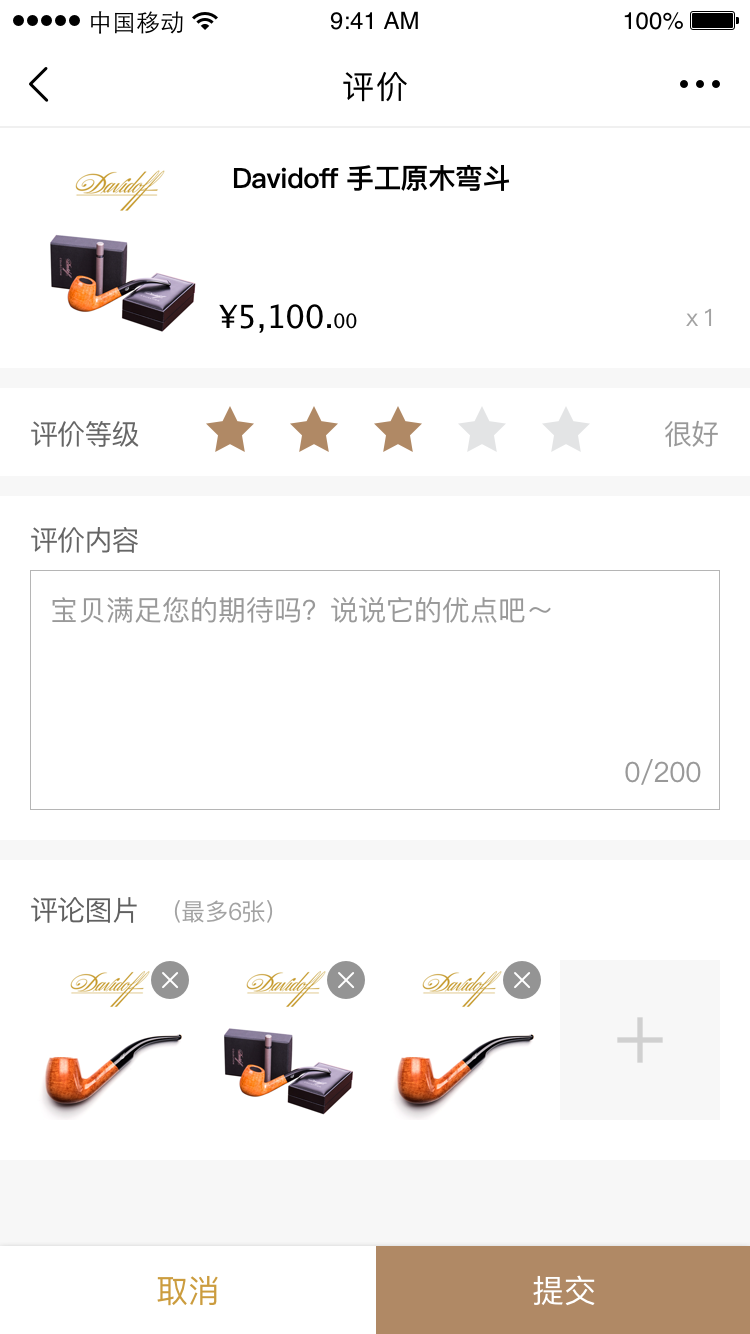 中国移动 9:41 AM 100%
评价
Davidoff
Davidoff 手工原木弯斗
¥5,100.00 x 1
评价等级 很好
评价内容
宝贝满足您的期待吗？说说它的优点吧～
0/200
评论图片 （最多6张）
Davidoff Davidoff Davidoff
取消 提交